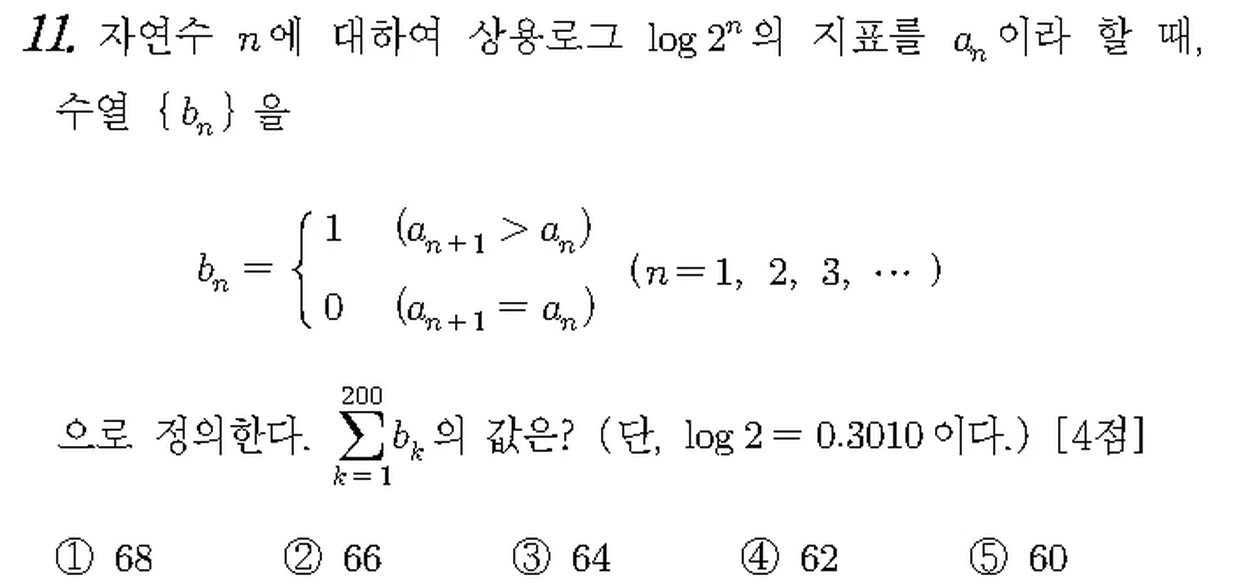 11. 자연수 n에 대하여 상용로그 log 2ⁿ의 지표를 aₙ이라 할 때,
수열 { bₙ } 을
bₙ = { 1 (aₙ₊₁ > aₙ)
0 (aₙ₊₁ = aₙ) (n = 1, 2, 3, ⋯ )
으로 정의한다. ∑_{k=1}^{200} bₖ의 값은? (단, log 2 = 0.3010이다.) [4점]
① 68 ② 66 ③ 64 ④ 62 ⑤ 60